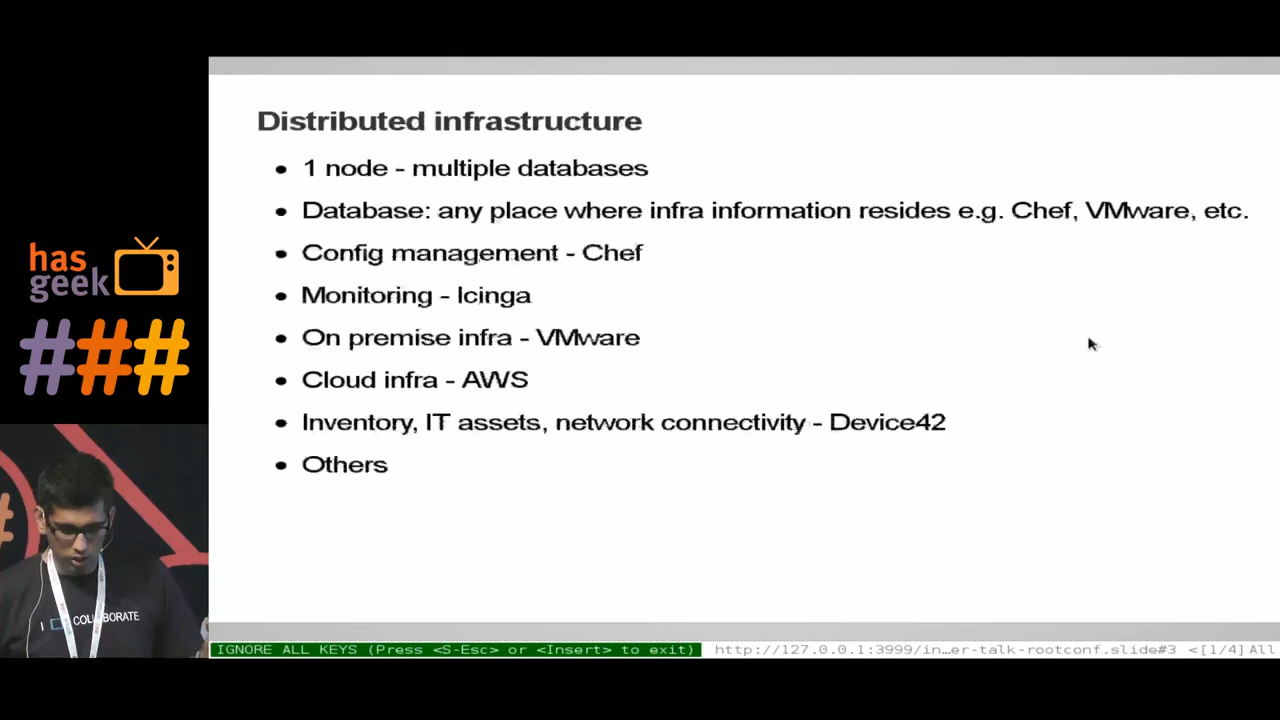 Distributed infrastructure
1 node - multiple databases
Database: any place where infra information resides e.g. Chef, VMware, etc.
Config management - Chef
Monitoring - Icinga
On premise infra - VMware
Cloud infra - AWS
Inventory, IT assets, network connectivity - Device42
Others
has
geek
###
#
I COLLABORATE
IGNORE ALL KEYS (Press <S-Esc> or <Insert> to exit)
http://127.0.0.1:3999/in…er-talk-rootconf.slide#3 <[1/4] All